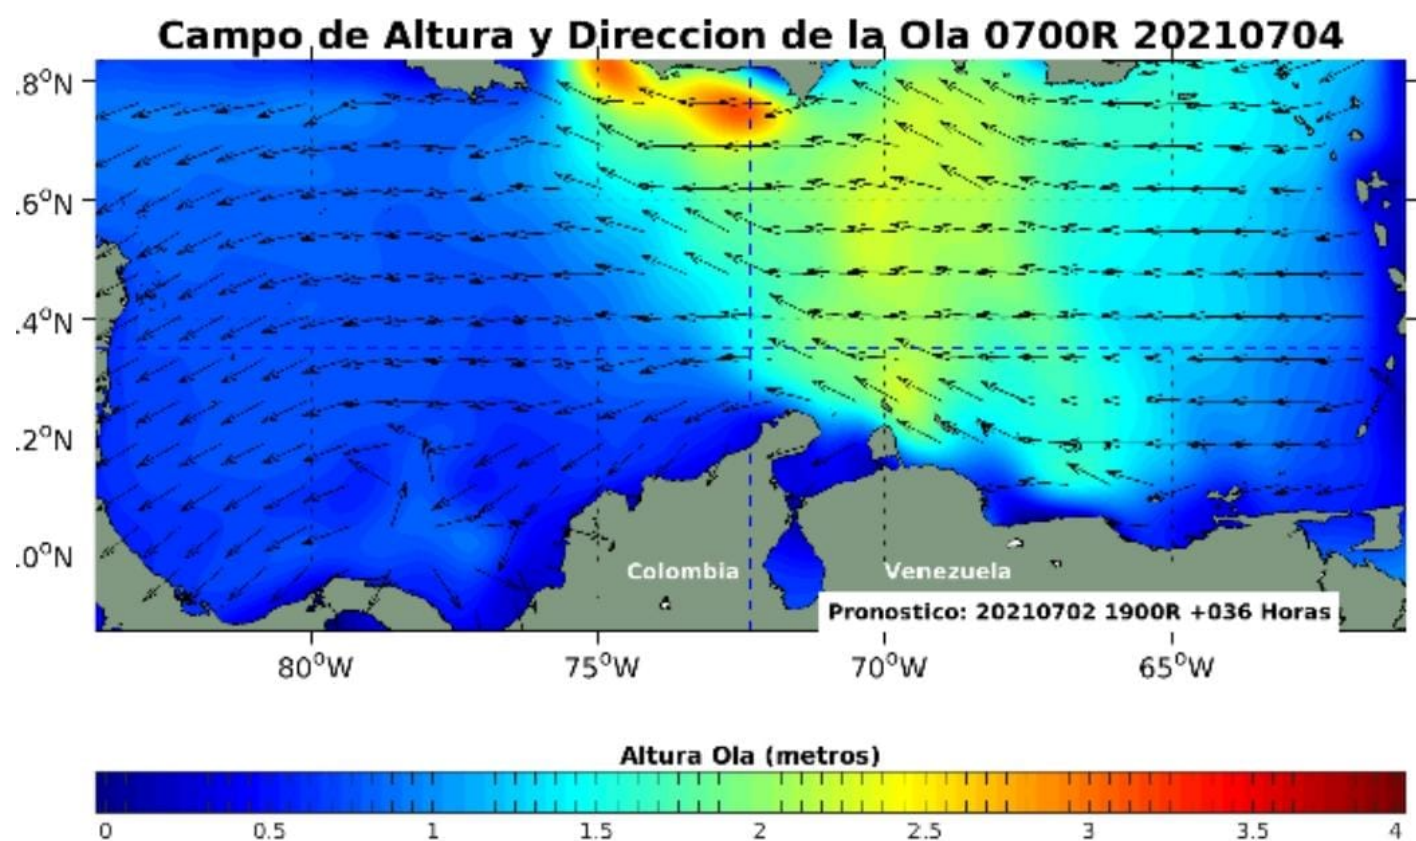 Campo de Altura y Direccion de la Ola 0700R 20210704
.8°N
.6°N
.4°N
.2°N
.0°N
Colombia
Venezuela
Pronostico: 20210702 1900R +036 Horas
80°W 75°W 70°W 65°W
Altura Ola (metros)
0 0.5 1 1.5 2 2.5 3 3.5 4